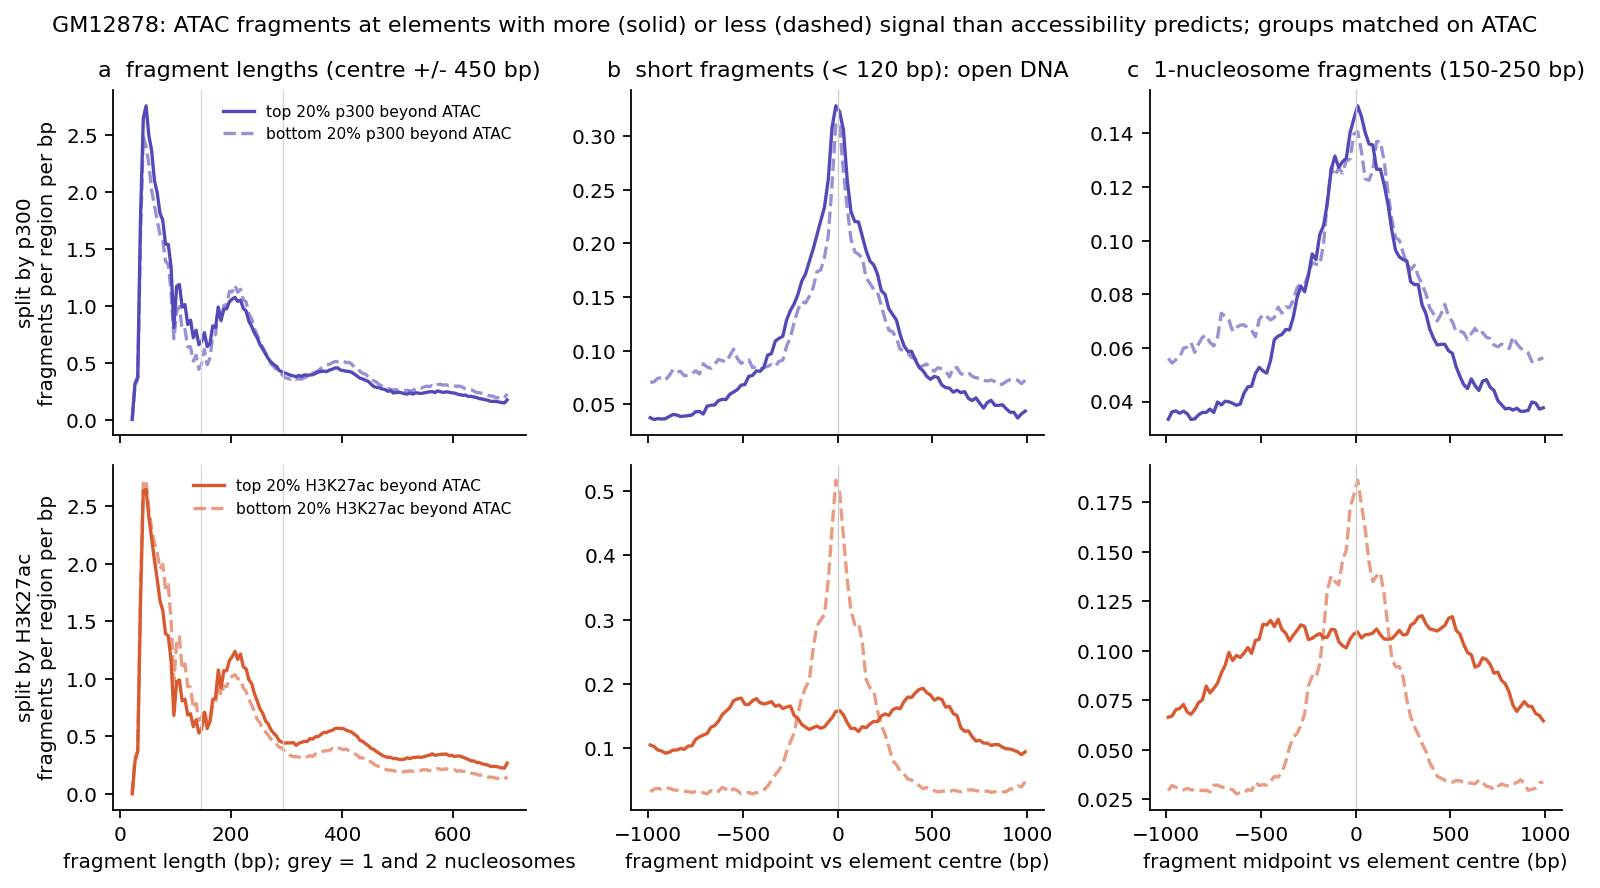 GM12878: ATAC fragments at elements with more (solid) or less (dashed) signal than accessibility predicts; groups matched on ATAC
a  fragment lengths (centre +/- 450 bp)
b  short fragments (< 120 bp): open DNA
c  1-nucleosome fragments (150-250 bp)
split by p300
fragments per region per bp
2.5
2.0
1.5
1.0
0.5
0.0
top 20% p300 beyond ATAC
bottom 20% p300 beyond ATAC
0.30
0.25
0.20
0.15
0.10
0.05
0.14
0.12
0.10
0.08
0.06
0.04
split by H3K27ac
fragments per region per bp
2.5
2.0
1.5
1.0
0.5
0.0
top 20% H3K27ac beyond ATAC
bottom 20% H3K27ac beyond ATAC
0 200 400 600
fragment length (bp); grey = 1 and 2 nucleosomes
0.5
0.4
0.3
0.2
0.1
−1000 −500 0 500 1000
fragment midpoint vs element centre (bp)
0.175
0.150
0.125
0.100
0.075
0.050
0.025
−1000 −500 0 500 1000
fragment midpoint vs element centre (bp)